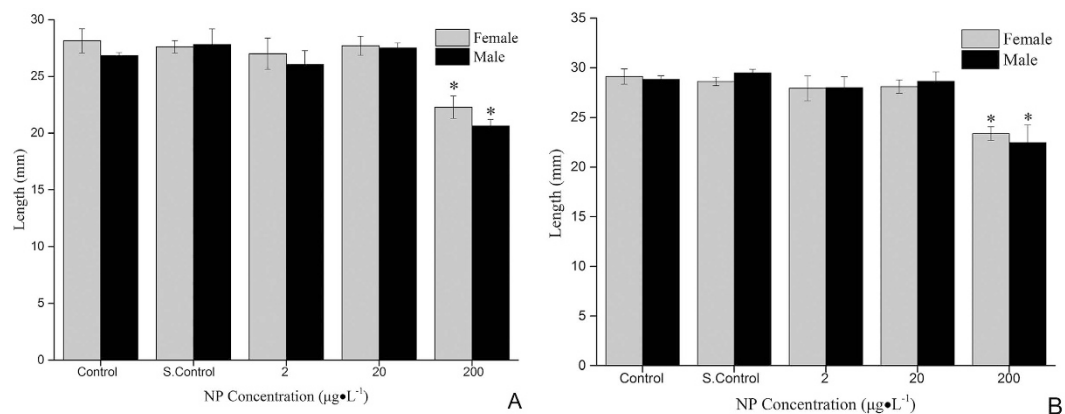 30
25
20
15
10
5
0
Length (mm)
Female
Male
*
*
Control
S.Control
2
20
200
NP Concentration (μg•L⁻¹)
A
35
30
25
20
15
10
5
0
Length (mm)
Female
Male
*
*
Control
S.Control
2
20
200
NP Concentration (μg•L⁻¹)
B